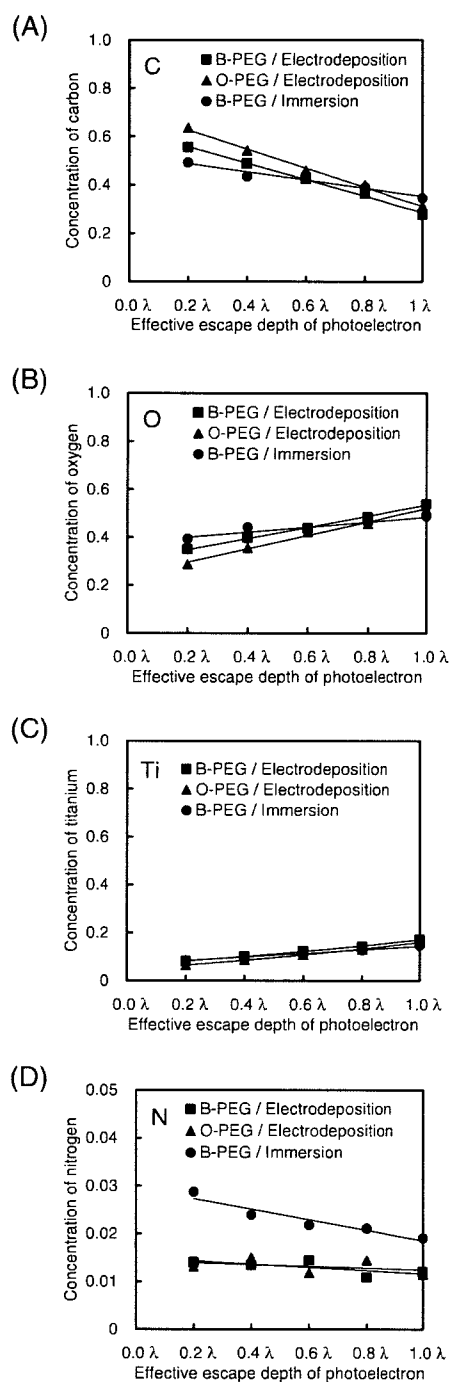 (A)
1.0
0.8
0.6
0.4
0.2
0
Concentration of carbon
C
B-PEG / Electrodeposition
O-PEG / Electrodeposition
B-PEG / Immersion
0.0 λ 0.2 λ 0.4 λ 0.6 λ 0.8 λ 1 λ
Effective escape depth of photoelectron
(B)
1.0
0.8
0.6
0.4
0.2
0
Concentration of oxygen
O
B-PEG / Electrodeposition
O-PEG / Electrodeposition
B-PEG / Immersion
0.0 λ 0.2 λ 0.4 λ 0.6 λ 0.8 λ 1.0 λ
Effective escape depth of photoelectron
(C)
1.0
0.8
0.6
0.4
0.2
0
Concentration of titanium
Ti
B-PEG / Electrodeposition
O-PEG / Electrodeposition
B-PEG / Immersion
0.0 λ 0.2 λ 0.4 λ 0.6 λ 0.8 λ 1.0 λ
Effective escape depth of photoelectron
(D)
0.05
0.04
0.03
0.02
0.01
0
Concentration of nitrogen
N
B-PEG / Electrodeposition
O-PEG / Electrodeposition
B-PEG / Immersion
0.0 λ 0.2 λ 0.4 λ 0.6 λ 0.8 λ 1.0 λ
Effective escape depth of photoelectron